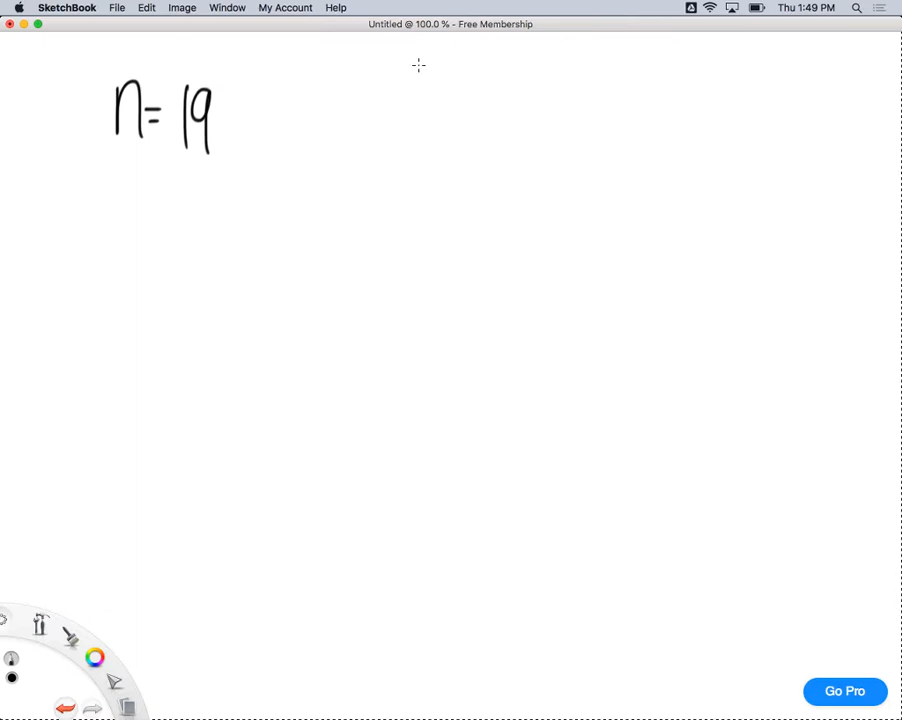 SketchBook File Edit Image Window My Account Help Thu 1:49 PM
Untitled @ 100.0 % - Free Membership
n= 19
Go Pro